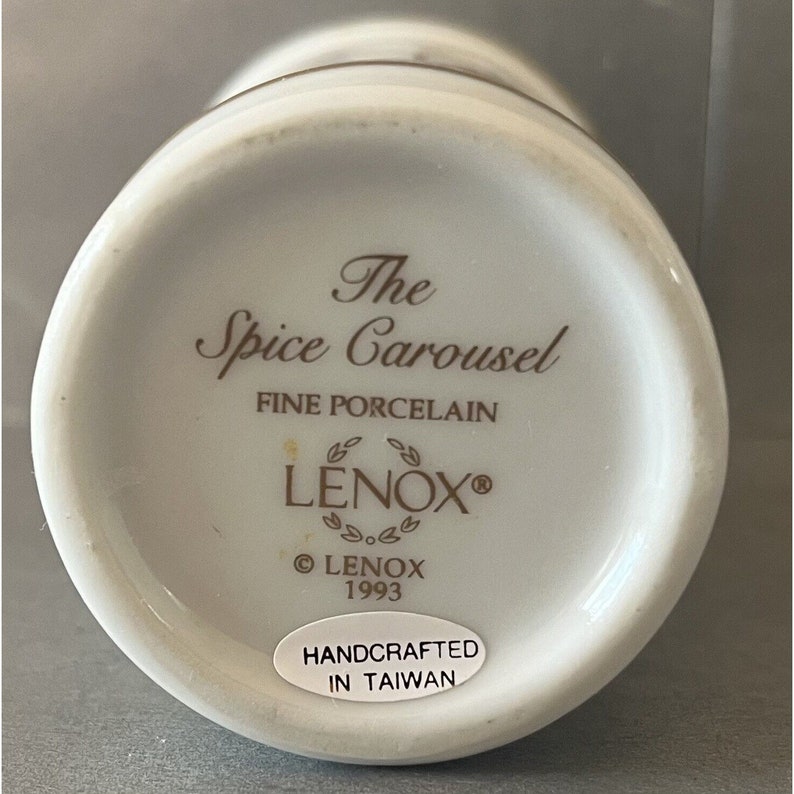 The
Spice Carousel
FINE PORCELAIN
LENOX®
© LENOX
1993
HANDCRAFTED
IN TAIWAN